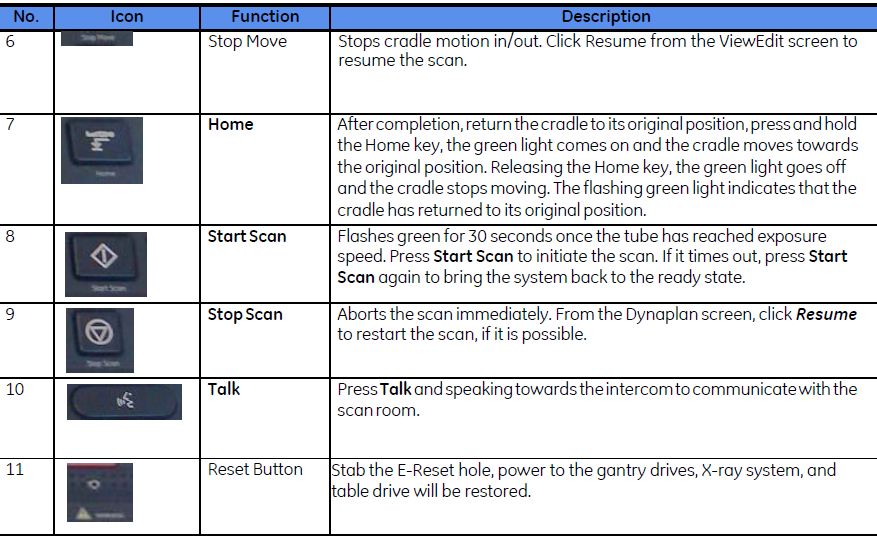 No. Icon Function Description
6 Stop Move Stop Move Stops cradle motion in/out. Click Resume from the ViewEdit screen to
resume the scan.
7 Home After completion, return the cradle to its original position, press and hold
the Home key, the green light comes on and the cradle moves towards
the original position. Releasing the Home key, the green light goes off
and the cradle stops moving. The flashing green light indicates that the
cradle has returned to its original position.
Home
8 Start Scan Flashes green for 30 seconds once the tube has reached exposure
speed. Press Start Scan to initiate the scan. If it times out, press Start
Scan again to bring the system back to the ready state.
Start Scan
9 Stop Scan Aborts the scan immediately. From the Dynaplan screen, click Resume
to restart the scan, if it is possible.
Stop Scan
10 Talk Press Talk and speaking towards the intercom to communicate with the
scan room.
11 Reset Button Stab the E-Reset hole, power to the gantry drives, X-ray system, and
table drive will be restored.